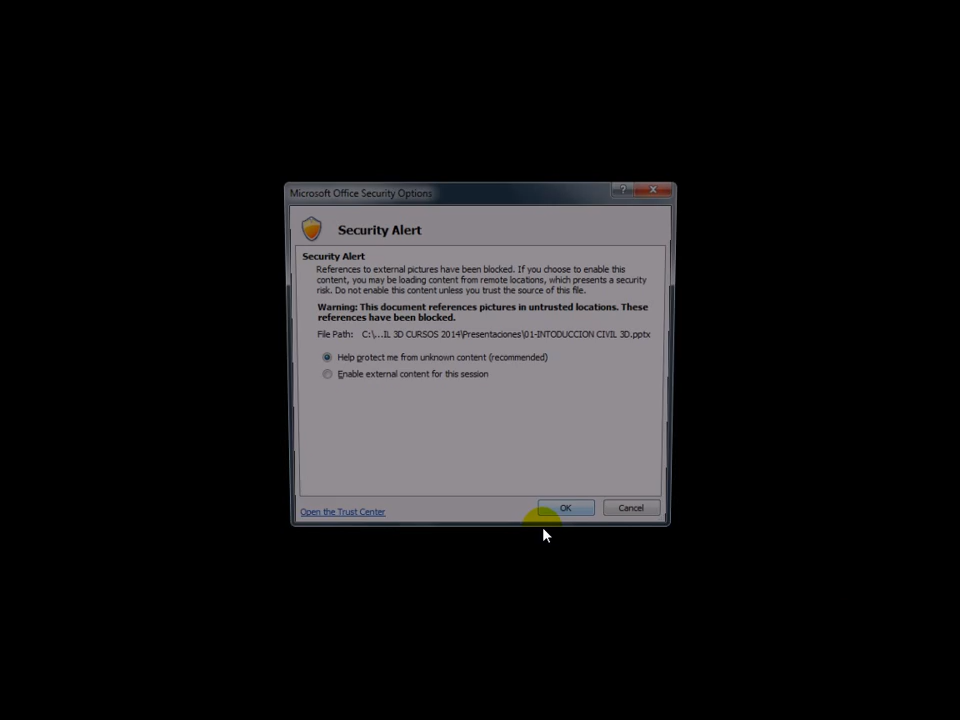 Microsoft Office Security Options
Security Alert
Security Alert
References to external pictures have been blocked. If you choose to enable this
content, you may be loading content from remote locations, which presents a security
risk. Do not enable this content unless you trust the source of this file.
Warning: This document references pictures in untrusted locations. These
references have been blocked.
File Path: C:\...IL 3D CURSOS 2014\Presentaciones\01-INTODUCCION CIVIL 3D.pptx
Help protect me from unknown content (recommended)
Enable external content for this session
Open the Trust Center
OK
Cancel